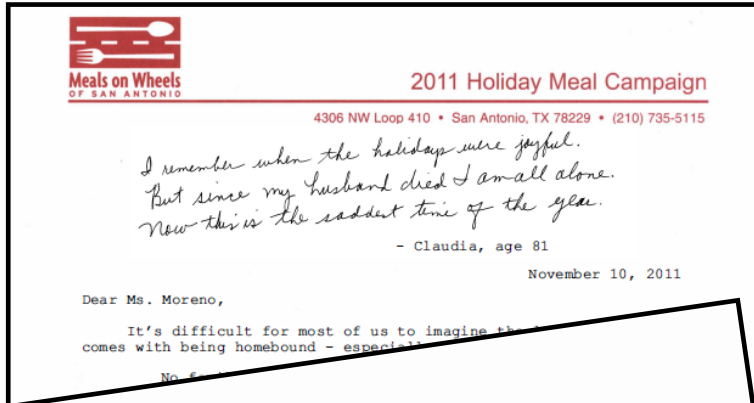 Meals on Wheels
OF SAN ANTONIO
2011 Holiday Meal Campaign
4306 NW Loop 410 • San Antonio, TX 78229 • (210) 735-5115
I remember when the holidays were joyful.
But since my husband died I am all alone.
Now this is the saddest time of the year.
- Claudia, age 81
November 10, 2011
Dear Ms. Moreno,
It's difficult for most of us to imagine
comes with being homebound - especially
No